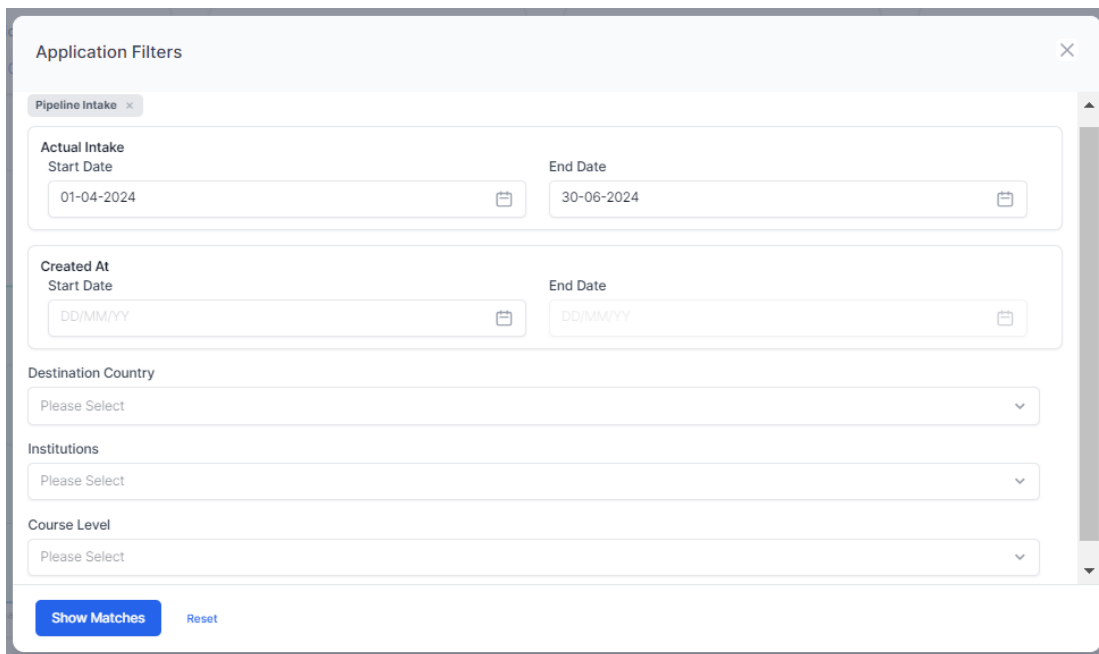 Application Filters
Pipeline Intake ×
Actual Intake
Start Date End Date
01-04-2024 30-06-2024
Created At
Start Date End Date
DD/MM/YY DD/MM/YY
Destination Country
Please Select
Institutions
Please Select
Course Level
Please Select
Show Matches Reset